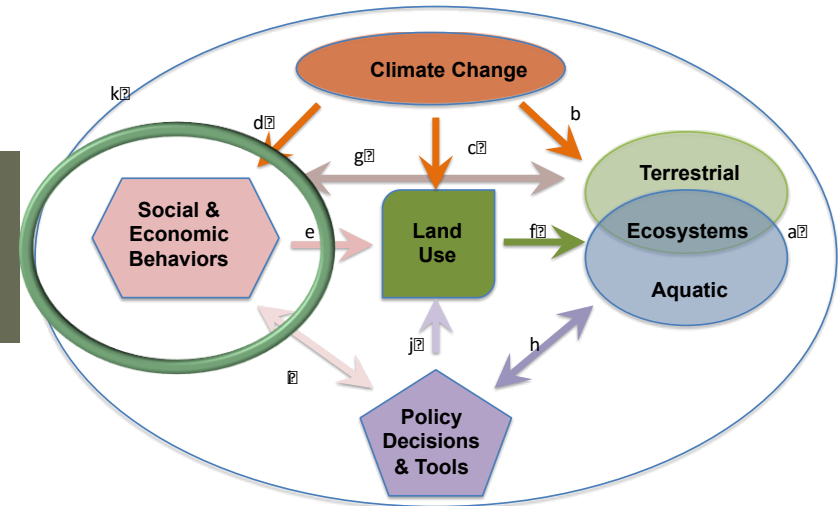 Climate Change
k
d
b
g
c
Terrestrial
Social &
Economic
Behaviors
e
Land
Use
f
Ecosystems
a
Aquatic
j
h
Policy
Decisions
& Tools